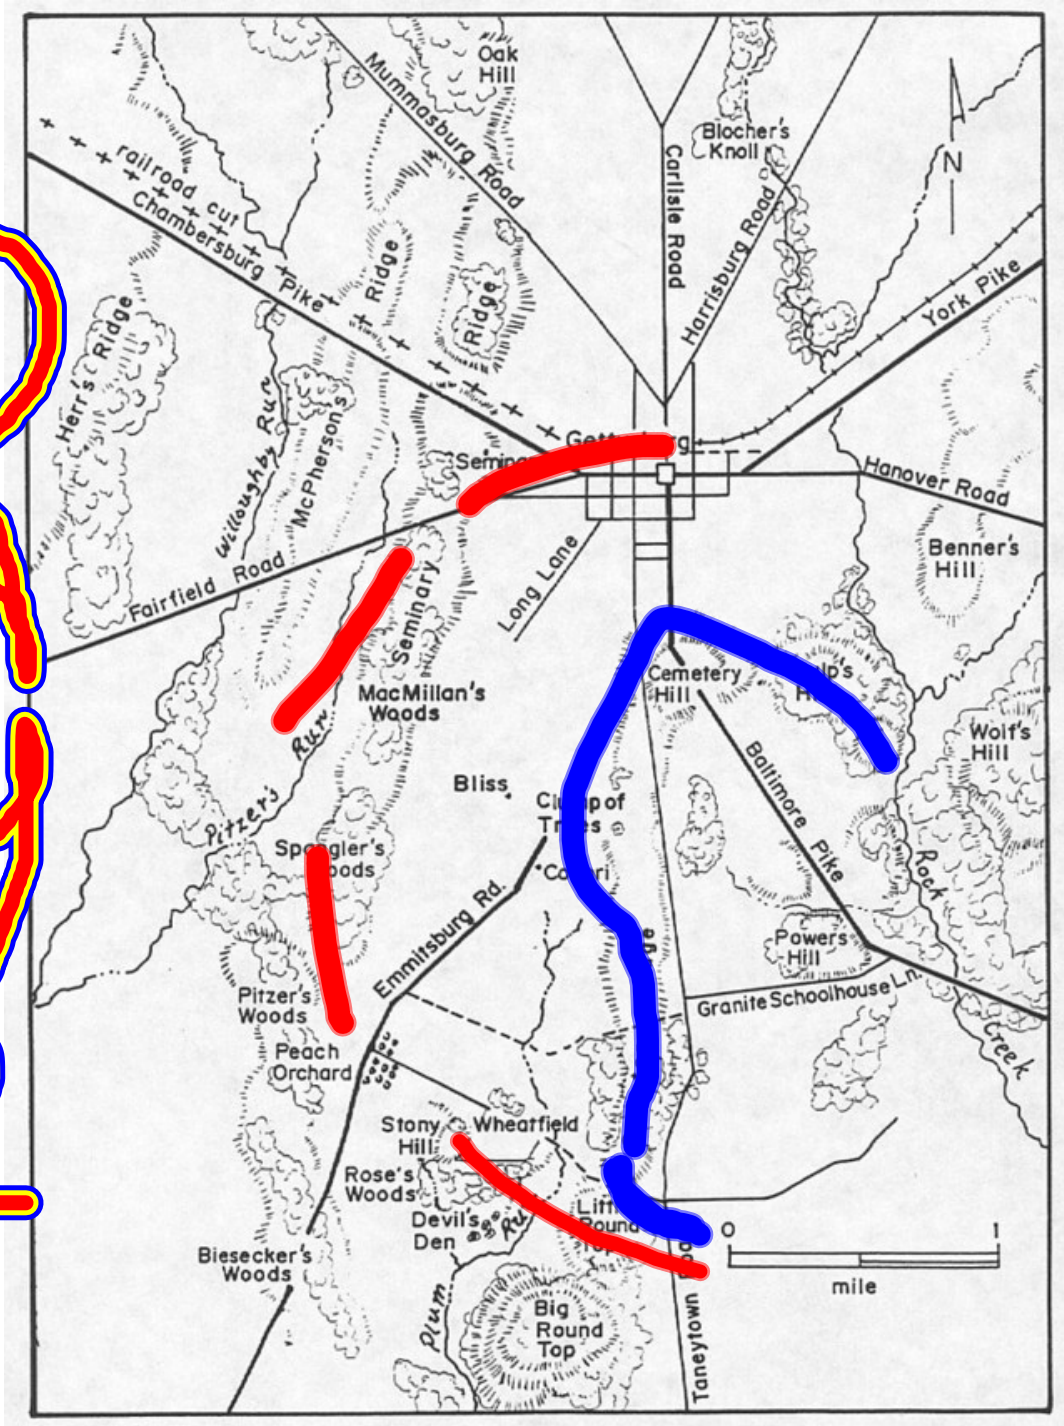 Oak
Hill
Mummasburg Road
Blocher's
Knoll
Carlisle Road
Harrisburg Road
N
railroad cut
Chambersburg Pike
Ridge
Ridge
York Pike
Herr's Ridge
Willoughby Run
McPherson's
Hanover Road
Fairfield Road
Long Lane
Benner's
Hill
Seminary
Cemetery
Hill
MacMillan's
Woods
Run
Wolf's
Hill
Baltimore Pike
Bliss
of
Pitzer's
Rock
Emmitsburg Rd.
Powers
Hill
Granite Schoolhouse Ln.
Pitzer's
Woods
Creek
Peach
Orchard
Stony
Hill
Wheatfield
Rose's
Woods
Round
Devil's
Den
0 1
mile
Biesecker's
Woods
Plum
Big
Round
Top
Taneytown